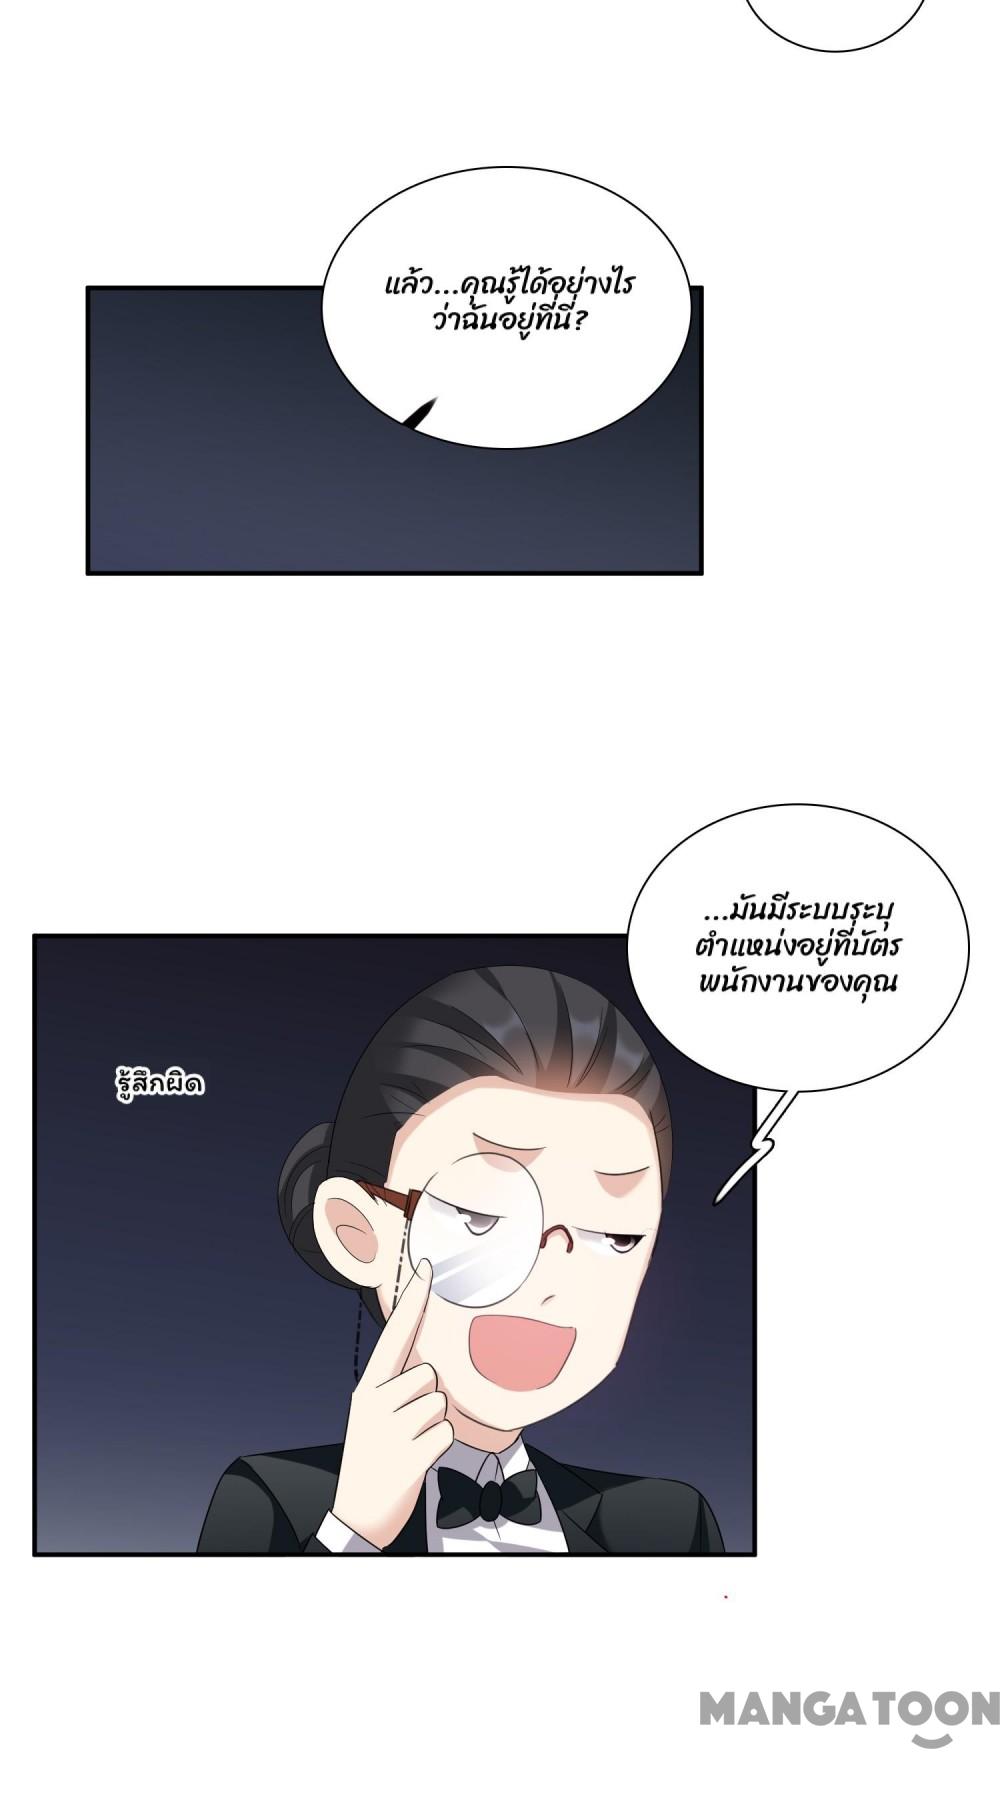 แล้ว...คุณรู้ได้อย่างไร
ว่าฉันอยู่ที่นี่?
...มันมีระบบระบุ
ตำแหน่งอยู่ที่บัตร
พนักงานของคุณ
รู้สึกผิด
MANGATOON